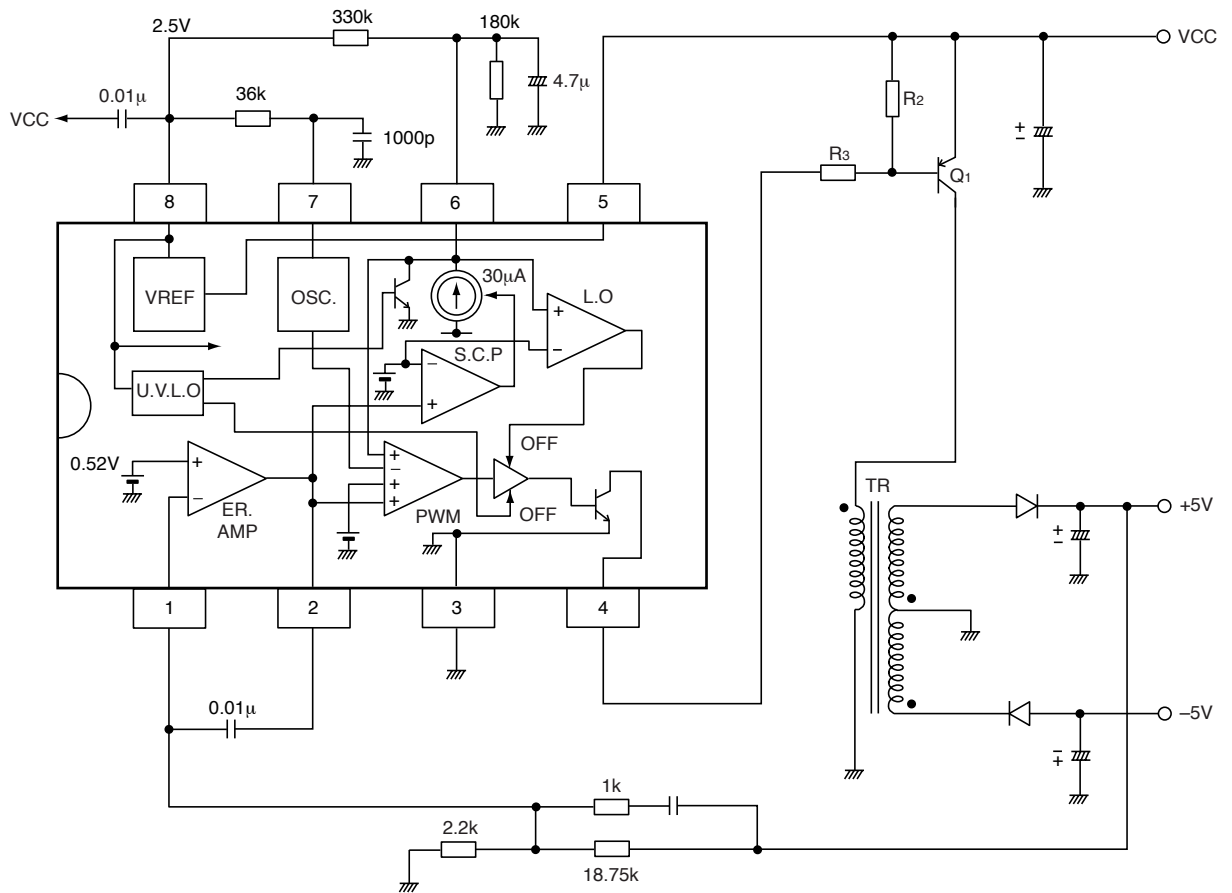 2.5V
330k
180k
VCC
0.01µ
36k
4.7µ
R2
VCC
1000p
+
−
R3
Q1
8
7
6
5
VREF
OSC.
30µA
L.O
+
−
S.C.P
−
+
U.V.L.O
OFF
0.52V
+
−
ER.
AMP
+
−
+
+
PWM
OFF
TR
+5V
+
−
1
2
3
4
0.01µ
–5V
−
+
1k
2.2k
18.75k